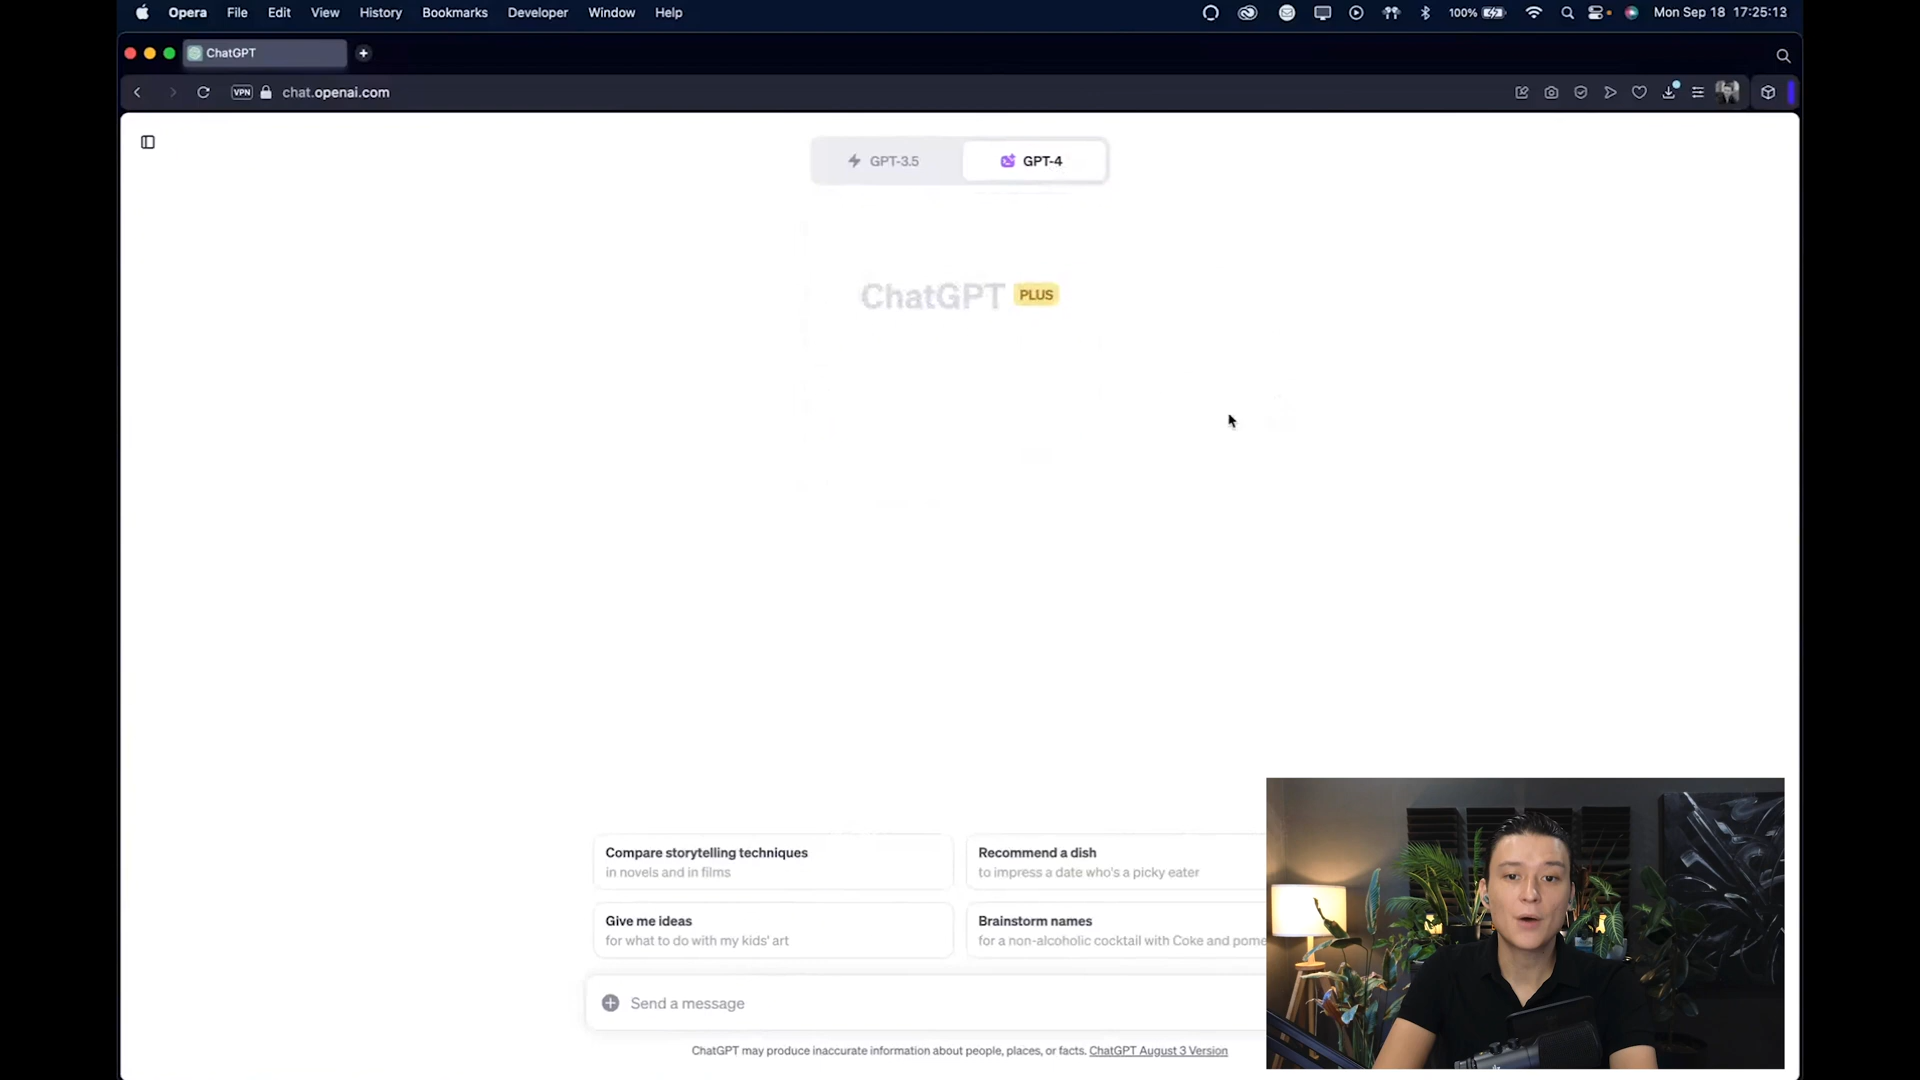 Opera File Edit View History Bookmarks Developer Window Help 100% Mon Sep 18 17:25:13
ChatGPT
VPN chat.openai.com
GPT-3.5 GPT-4
ChatGPT PLUS
Compare storytelling techniques
in novels and in films
Recommend a dish
to impress a date who's a picky eater
Give me ideas
for what to do with my kids' art
Brainstorm names
for a non-alcoholic cocktail with Coke and pome
Send a message
ChatGPT may produce inaccurate information about people, places, or facts. ChatGPT August 3 Version